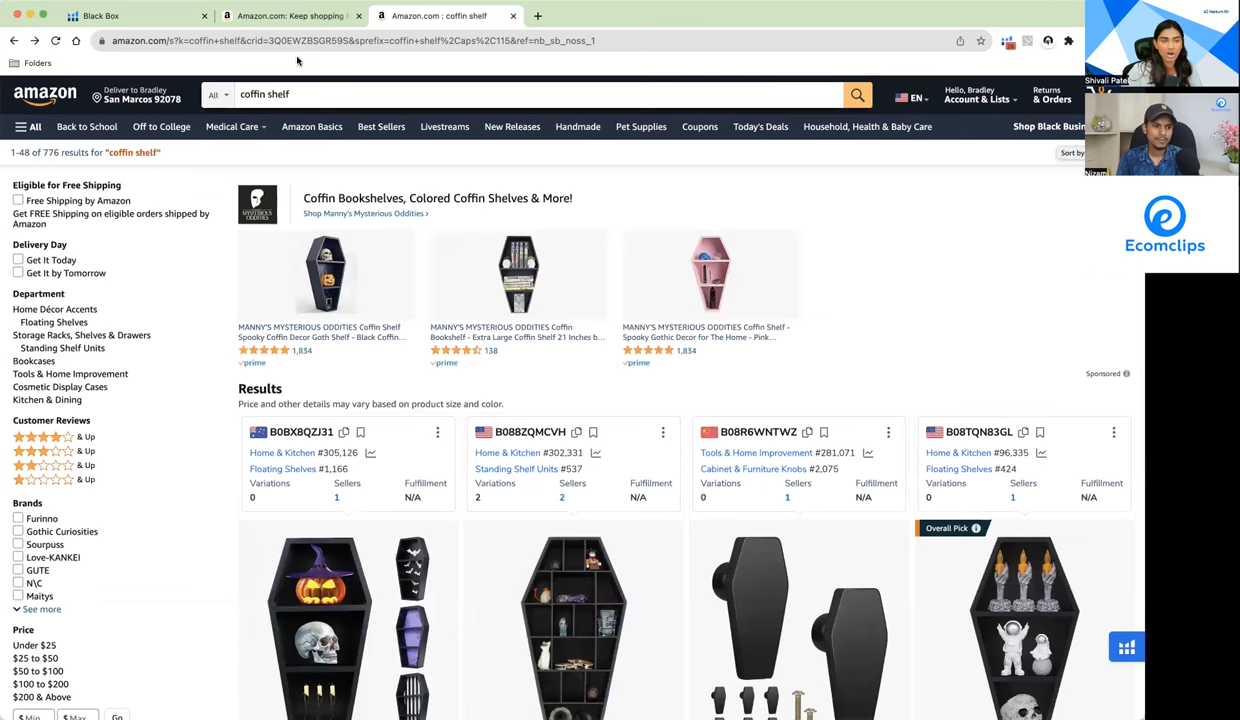 Black Box
Amazon.com: Keep shopping
Amazon.com : coffin shelf
amazon.com/s?k=coffin+shelf&crid=3Q0EWZBSGR59S&sprefix=coffin+shelf%2Caps%2C115&ref=nb_sb_noss_1
Folders
amazon
Deliver to Bradley
San Marcos 92078
All
coffin shelf
EN
Hello, Bradley
Account & Lists
Returns
& Orders
All
Back to School
Off to College
Medical Care
Amazon Basics
Best Sellers
Livestreams
New Releases
Handmade
Pet Supplies
Coupons
Today's Deals
Household, Health & Baby Care
Shop Black Busin
1-48 of 776 results for "coffin shelf"
Sort by
Eligible for Free Shipping
Free Shipping by Amazon
Get FREE Shipping on eligible orders shipped by
Amazon
Delivery Day
Get It Today
Get It by Tomorrow
Department
Home Décor Accents
Floating Shelves
Storage Racks, Shelves & Drawers
Standing Shelf Units
Bookcases
Tools & Home Improvement
Cosmetic Display Cases
Kitchen & Dining
Customer Reviews
& Up
& Up
& Up
& Up
Brands
Furinno
Gothic Curiosities
Sourpuss
Love-KANKEI
GUTE
N\C
Maitys
See more
Price
Under $25
$25 to $50
$50 to $100
$100 to $200
$200 & Above
$ Min
$ Max
Go
MYSTERIOUS
ODDITIES
Coffin Bookshelves, Colored Coffin Shelves & More!
Shop Manny's Mysterious Oddities ›
MANNY'S MYSTERIOUS ODDITIES Coffin Shelf
Spooky Coffin Decor Goth Shelf - Black Coffin…
1,834
prime
MANNY'S MYSTERIOUS ODDITIES Coffin
Bookshelf - Extra Large Coffin Shelf 21 Inches b…
138
prime
MANNY'S MYSTERIOUS ODDITIES Coffin Shelf -
Spooky Gothic Decor for The Home - Pink…
1,834
prime
Sponsored
Results
Price and other details may vary based on product size and color.
B0BX8QZJ31
Home & Kitchen #305,126
Floating Shelves #1,166
Variations
Sellers
Fulfillment
0
1
N/A
B088ZQMCVH
Home & Kitchen #302,331
Standing Shelf Units #537
Variations
Sellers
Fulfillment
2
2
N/A
B08R6WNTWZ
Tools & Home Improvement #281,071
Cabinet & Furniture Knobs #2,075
Variations
Sellers
Fulfillment
0
1
N/A
B08TQN83GL
Home & Kitchen #96,335
Floating Shelves #424
Variations
Sellers
Fulfillment
0
1
N/A
Overall Pick
Shivali Patel
Nizam
Ecomclips